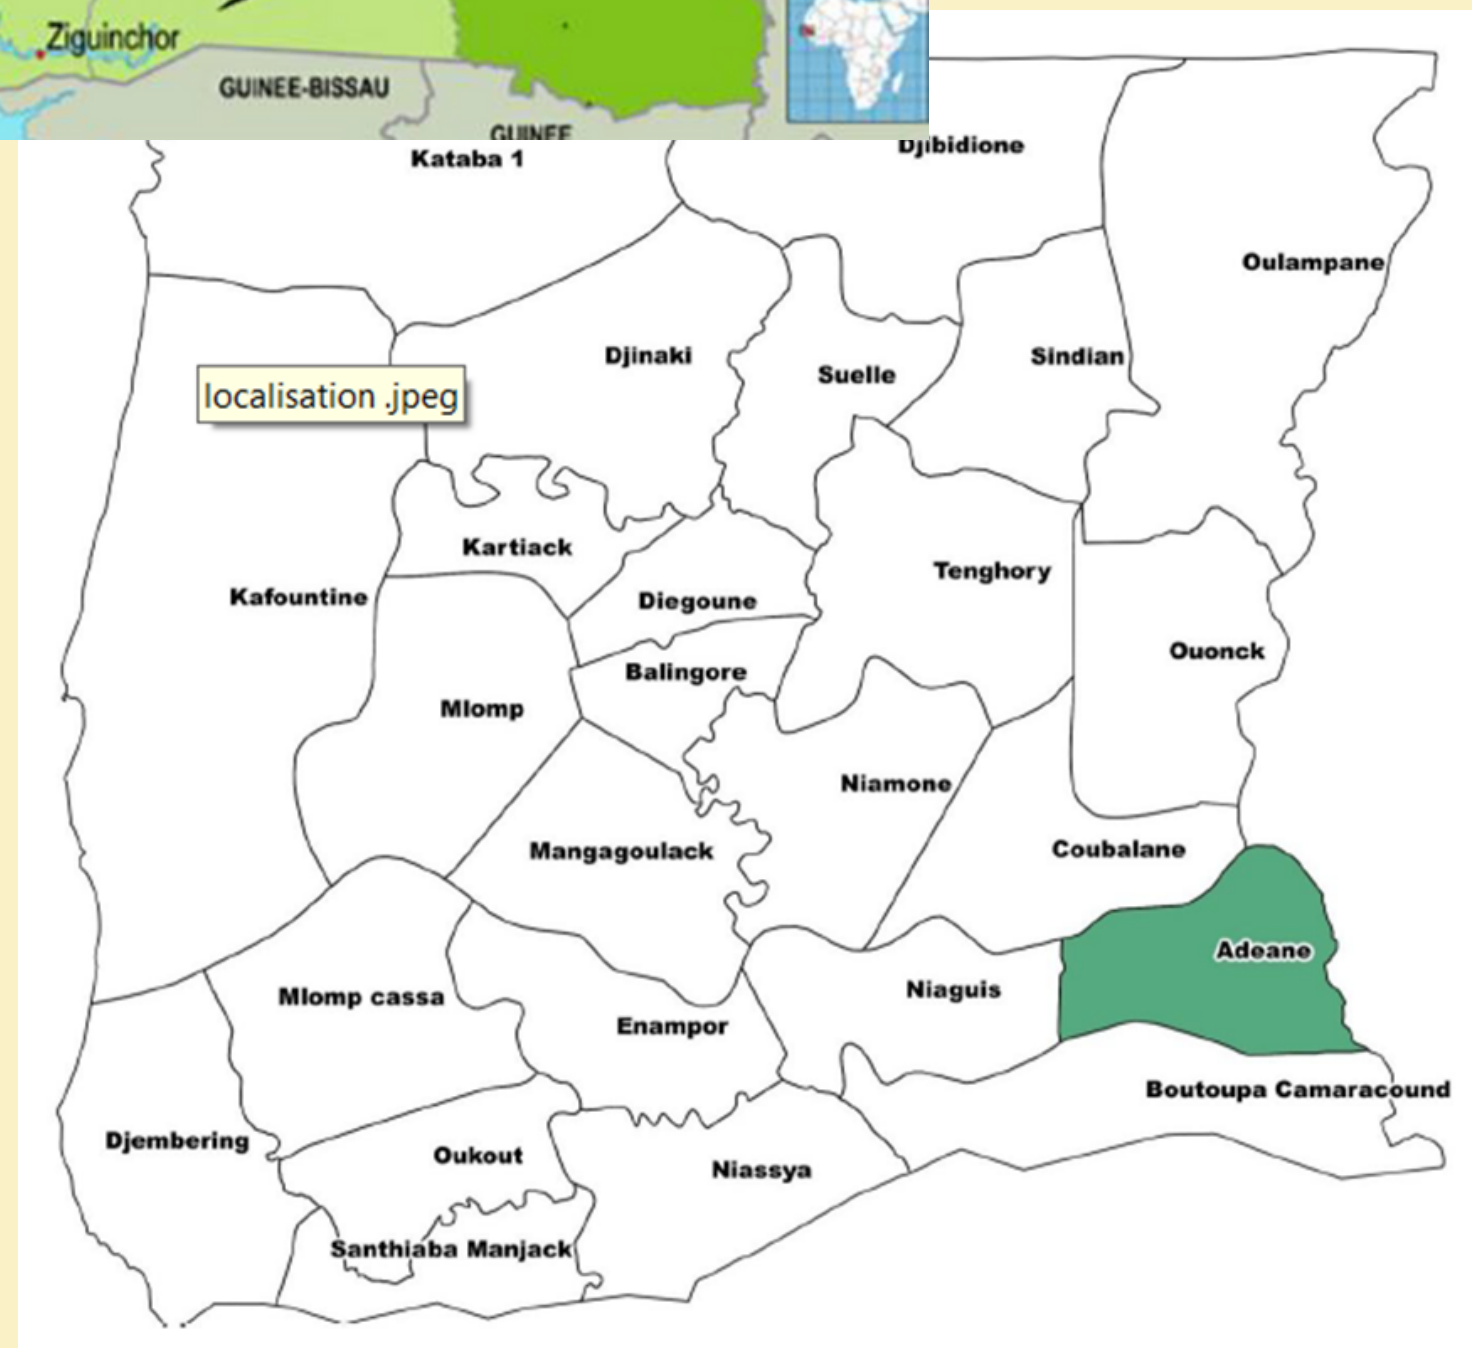 Ziguinchor
GUINEE-BISSAU
GUINEE
Djibidione
Kataba 1
Oulampane
Djinaki
Sindian
Suelle
localisation .jpeg
Kartiack
Tenghory
Kafountine
Diegoune
Ouonck
Balingore
Mlomp
Niamone
Mangagoulack
Coubalane
Adeane
Niaguis
Mlomp cassa
Enampor
Boutoupa Camaracound
Djembering
Oukout
Niassya
Santhiaba Manjack